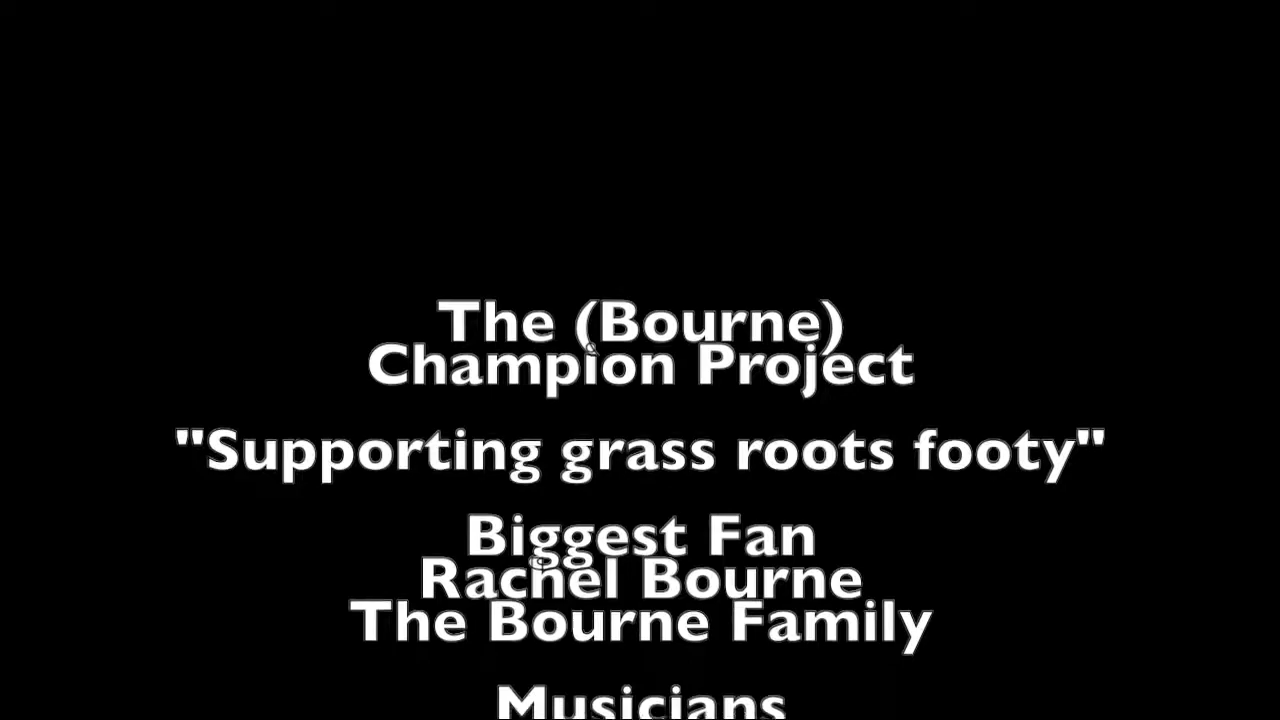 The (Bourne)
Champion Project
"Supporting grass roots footy"
Biggest Fan
Rachel Bourne
The Bourne Family
Musicians